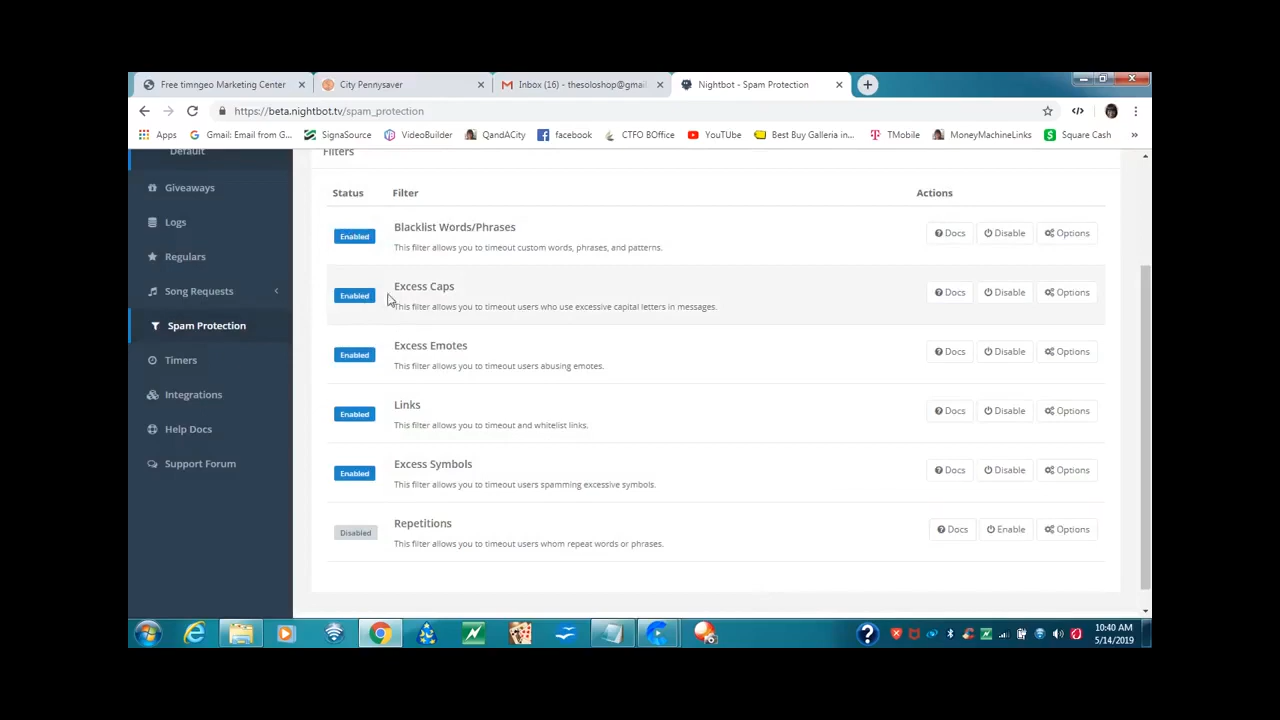 Free timngeo Marketing Center
City Pennysaver
Inbox (16) - thesoloshop@gmail
Nightbot - Spam Protection
https://beta.nightbot.tv/spam_protection
Apps
Gmail: Email from G...
SignaSource
VideoBuilder
QandACity
facebook
CTFO BOffice
YouTube
Best Buy Galleria in...
TMobile
MoneyMachineLinks
Square Cash
»
Default
Giveaways
Logs
Regulars
Song Requests
Spam Protection
Timers
Integrations
Help Docs
Support Forum
Filters
Status Filter Actions
Enabled
Blacklist Words/Phrases
This filter allows you to timeout custom words, phrases, and patterns.
Docs Disable Options
Enabled
Excess Caps
This filter allows you to timeout users who use excessive capital letters in messages.
Docs Disable Options
Enabled
Excess Emotes
This filter allows you to timeout users abusing emotes.
Docs Disable Options
Enabled
Links
This filter allows you to timeout and whitelist links.
Docs Disable Options
Enabled
Excess Symbols
This filter allows you to timeout users spamming excessive symbols.
Docs Disable Options
Disabled
Repetitions
This filter allows you to timeout users whom repeat words or phrases.
Docs Enable Options
10:40 AM
5/14/2019